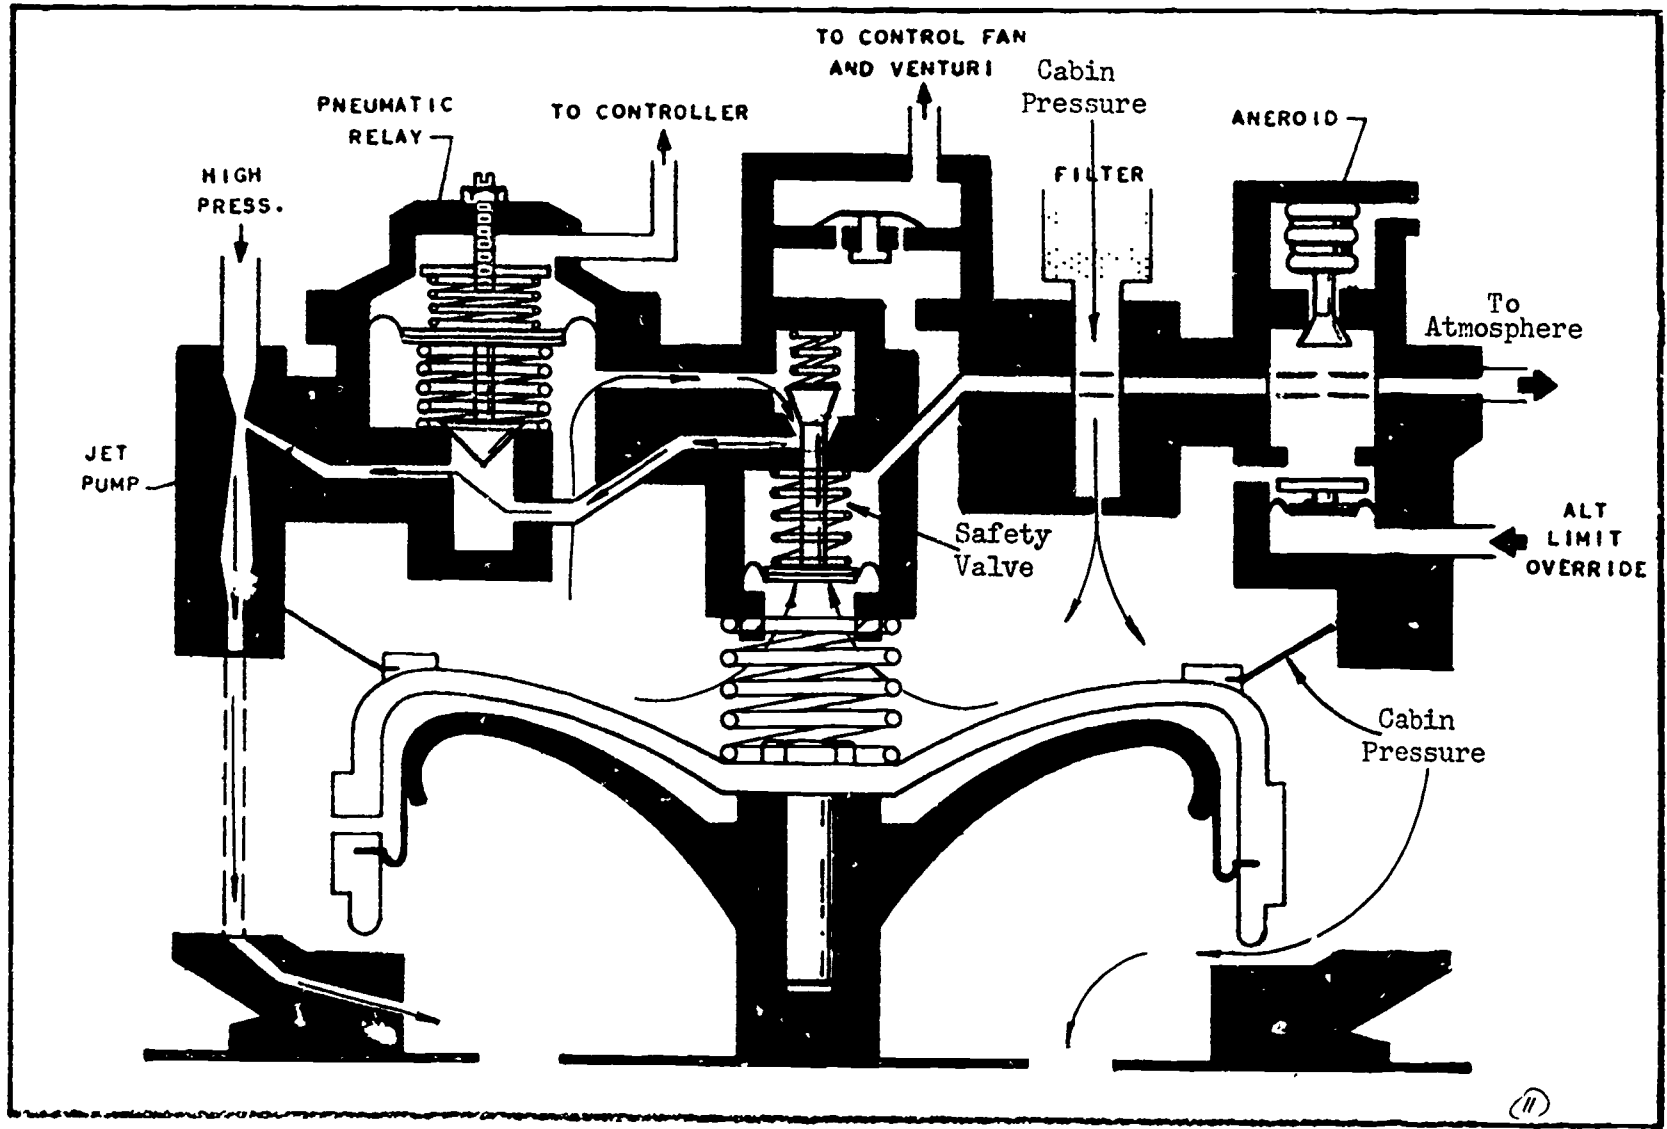 TO CONTROL FAN
AND VENTURI
Cabin
Pressure
PNEUMATIC
RELAY
TO CONTROLLER
ANEROID
HIGH
PRESS.
FILTER
To
Atmosphere
JET
PUMP
Safety
Valve
ALT
LIMIT
OVERRIDE
Cabin
Pressure
11